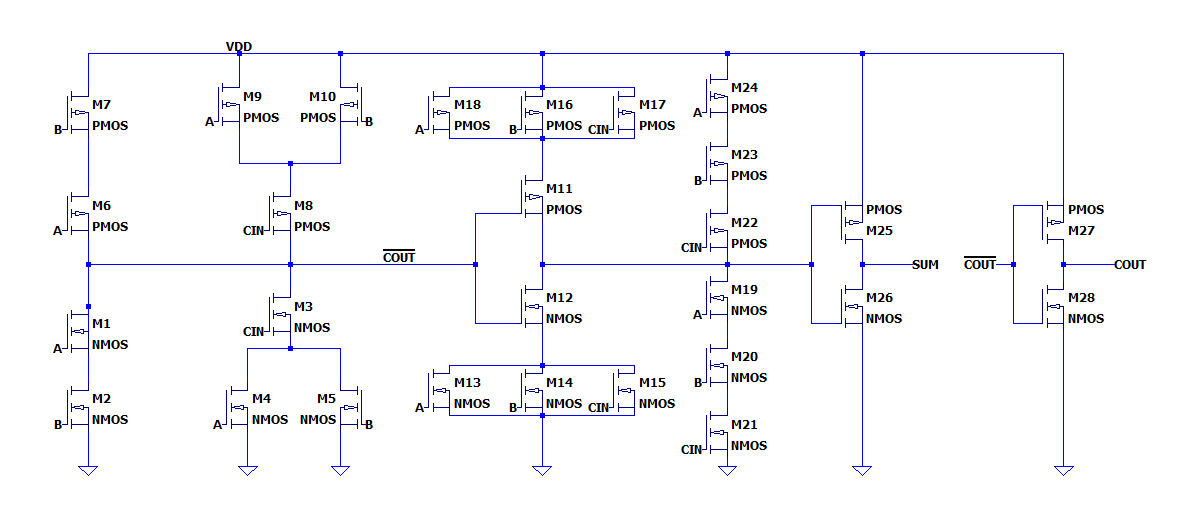 VDD
M7
B
PMOS
M9
A
PMOS
M10
PMOS
B
M18
A
PMOS
M16
B
PMOS
M17
CIN
PMOS
M24
A
PMOS
M23
B
PMOS
M6
A
PMOS
M8
CIN
PMOS
M11
PMOS
M22
CIN
PMOS
PMOS
M25
PMOS
M27
COUT
SUM
COUT
COUT
M1
A
NMOS
M3
CIN
NMOS
M12
NMOS
M19
A
NMOS
M26
NMOS
M28
NMOS
M20
B
NMOS
M2
B
NMOS
M4
A
NMOS
M5
NMOS
B
M13
A
NMOS
M14
B
NMOS
M15
CIN
NMOS
M21
CIN
NMOS